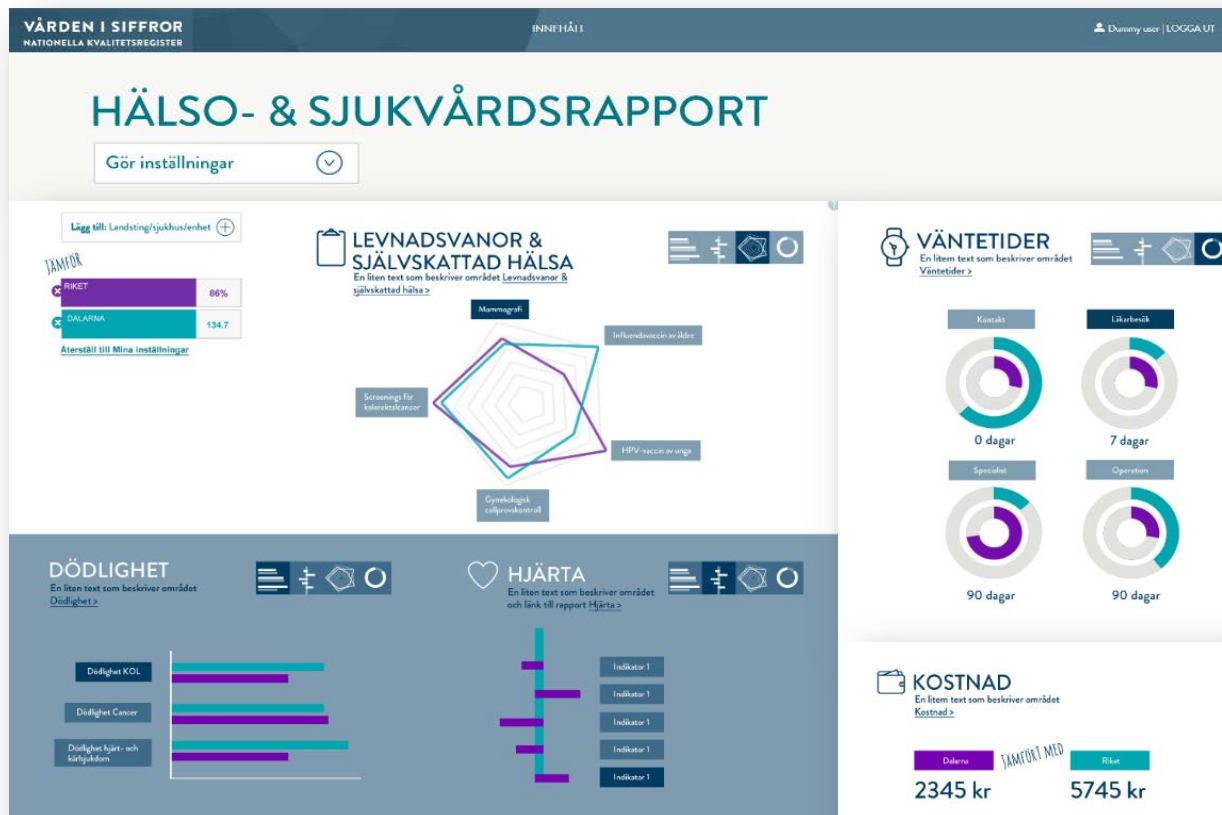 VÅRDEN I SIFFROR
NATIONELLA KVALITETSREGISTER
INNEHÅLL
Dummy user | LOGGA UT
HÄLSO- & SJUKVÅRDSRAPPORT
Gör inställningar
Lägg till: Landsting/sjukhus/enhet
JÄMFÖR
RIKET
86%
DALARNA
134.7
Återställ till Mina inställningar
LEVNADSVANOR &
SJÄLVSKATTAD HÄLSA
En liten text som beskriver området Levnadsvanor &
självskattad hälsa >
Mammografi
Influendavaccin av äldre
Screenings för
kolorektalcancer
HPV-vaccin av unga
Gynekologisk
cellprovskontroll
VÄNTETIDER
En litem text som beskriver området
Väntetider >
Kontakt
Läkarbesök
0 dagar
7 dagar
Specialist
Operation
90 dagar
90 dagar
DÖDLIGHET
En liten text som beskriver området
Dödlighet >
Dödlighet KOL
Dödlighet Cancer
Dödlighet hjärt- och
kärlsjukdom
HJÄRTA
En liten text som beskriver området
och länk till rapport Hjärta >
Indikator 1
Indikator 1
Indikator 1
Indikator 1
Indikator 1
KOSTNAD
En litem text som beskriver området
Kostnad >
Dalarna
JÄMFÖRT MED
Riket
2345 kr
5745 kr